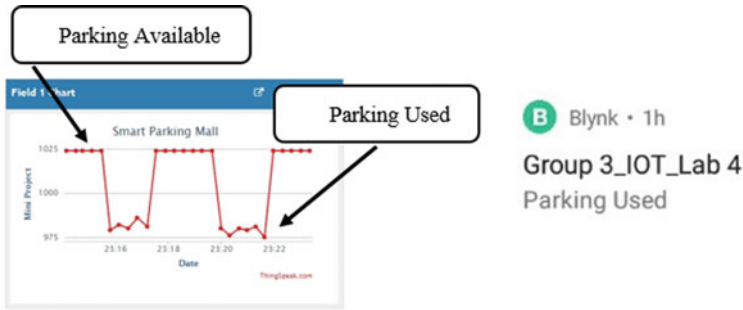 Parking Available
Field 1 Chart
Parking Used
Smart Parking Mall
Mini Project
1025
1000
975
23:16 23:18 23:20 23:22
Date
ThingSpeak.com
B Blynk • 1h
Group 3_IOT_Lab 4
Parking Used